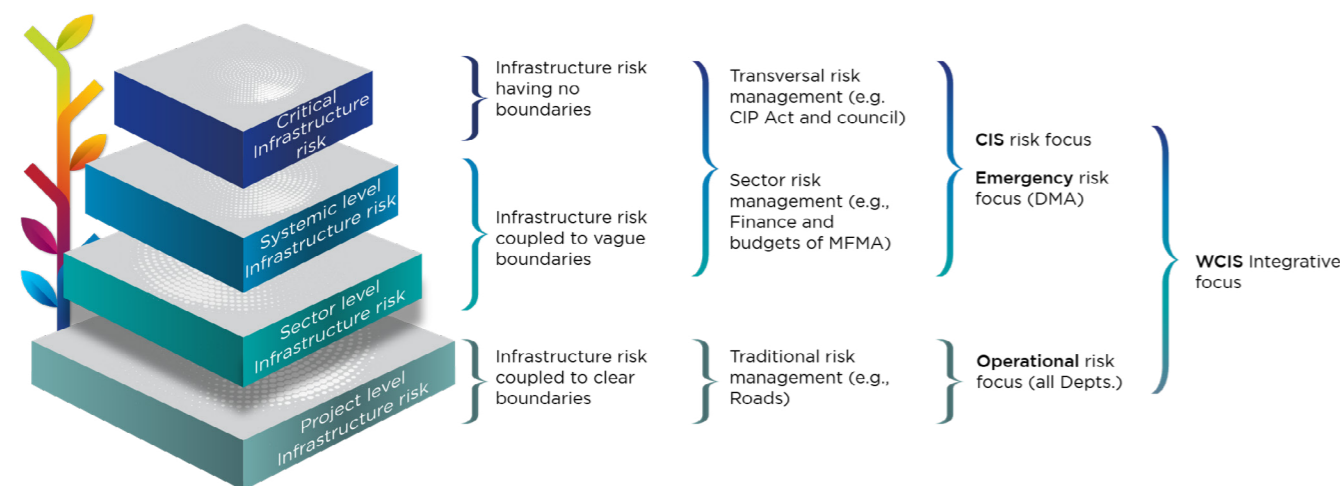 Critical
Infrastructure
risk
Systemic level
Infrastructure risk
Sector level
Infrastructure risk
Project level
Infrastructure risk
Infrastructure risk
having no
boundaries
Infrastructure risk
coupled to vague
boundaries
Infrastructure risk
coupled to clear
boundaries
Transversal risk
management (e.g.
CIP Act and council)
Sector risk
management (e.g.,
Finance and
budgets of MFMA)
Traditional risk
management (e.g.,
Roads)
CIS risk focus
Emergency risk
focus (DMA)
Operational risk
focus (all Depts.)
WCIS Integrative
focus